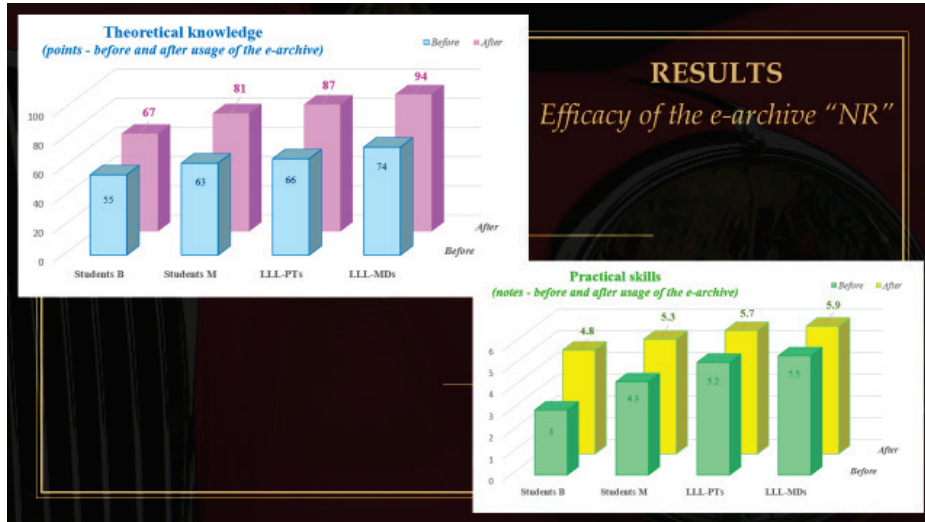 Theoretical knowledge
(points - before and after usage of the e-archive)
Before After
67 81 87 94
55 63 66 74
100
80
60
40
20
0
After
Before
Students B Students M LLL-PTs LLL-MDs
RESULTS
Efficacy of the e-archive “NR”
Practical skills
(notes - before and after usage of the e-archive)
Before After
4.8 5.3 5.7 5.9
3 4.3 5.2 5.5
6
5
4
3
2
1
0
After
Before
Students B Students M LLL-PTs LLL-MDs